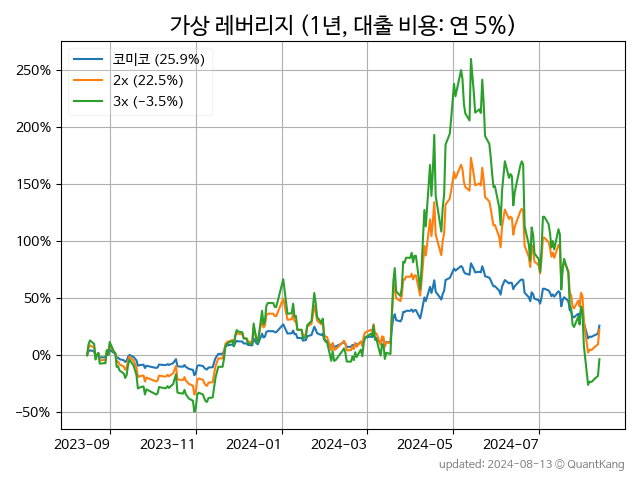 가상 레버리지 (1년, 대출 비용: 연 5%)
코미코 (25.9%)
2x (22.5%)
3x (−3.5%)
250%
200%
150%
100%
50%
0%
−50%
2023-09
2023-11
2024-01
2024-03
2024-05
2024-07
updated: 2024-08-13 © QuantKang